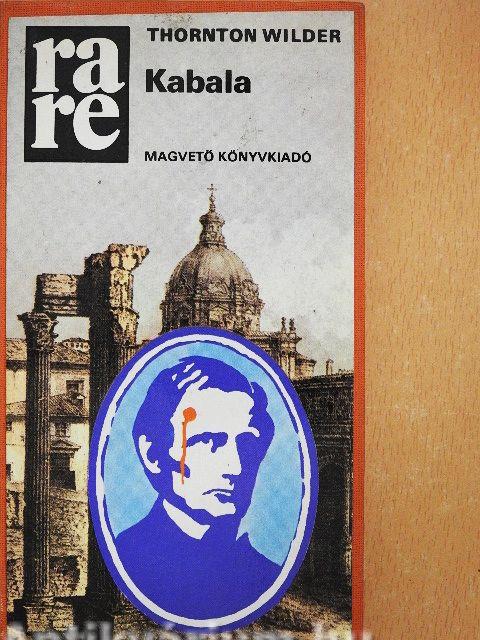 ra
re
THORNTON WILDER
Kabala
MAGVETŐ KÖNYVKIADÓ